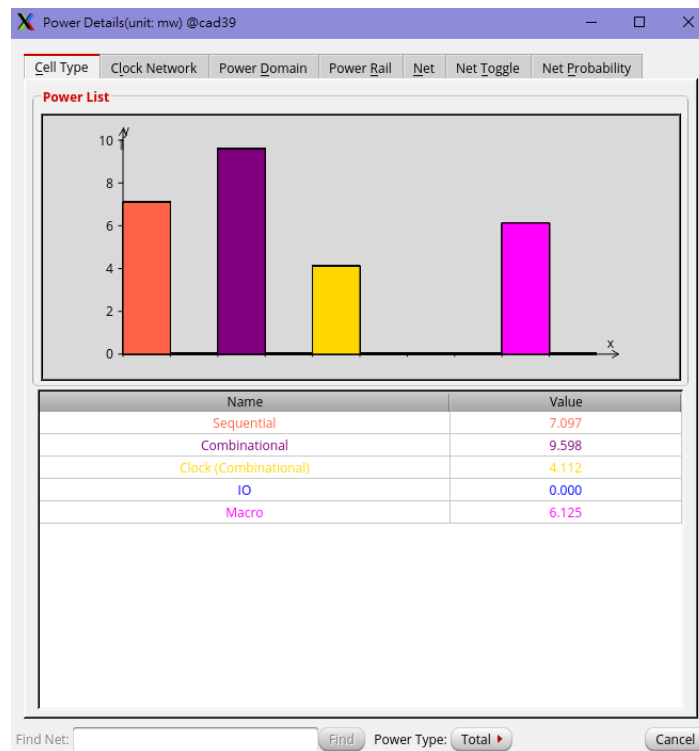 Power Details(unit: mw) @cad39
Cell Type Clock Network Power Domain Power Rail Net Net Toggle Net Probability
Power List
y
10
8
6
4
2
0
x
Name Value
Sequential 7.097
Combinational 9.598
Clock (Combinational) 4.112
IO 0.000
Macro 6.125
Find Net: Find Power Type: Total Cancel